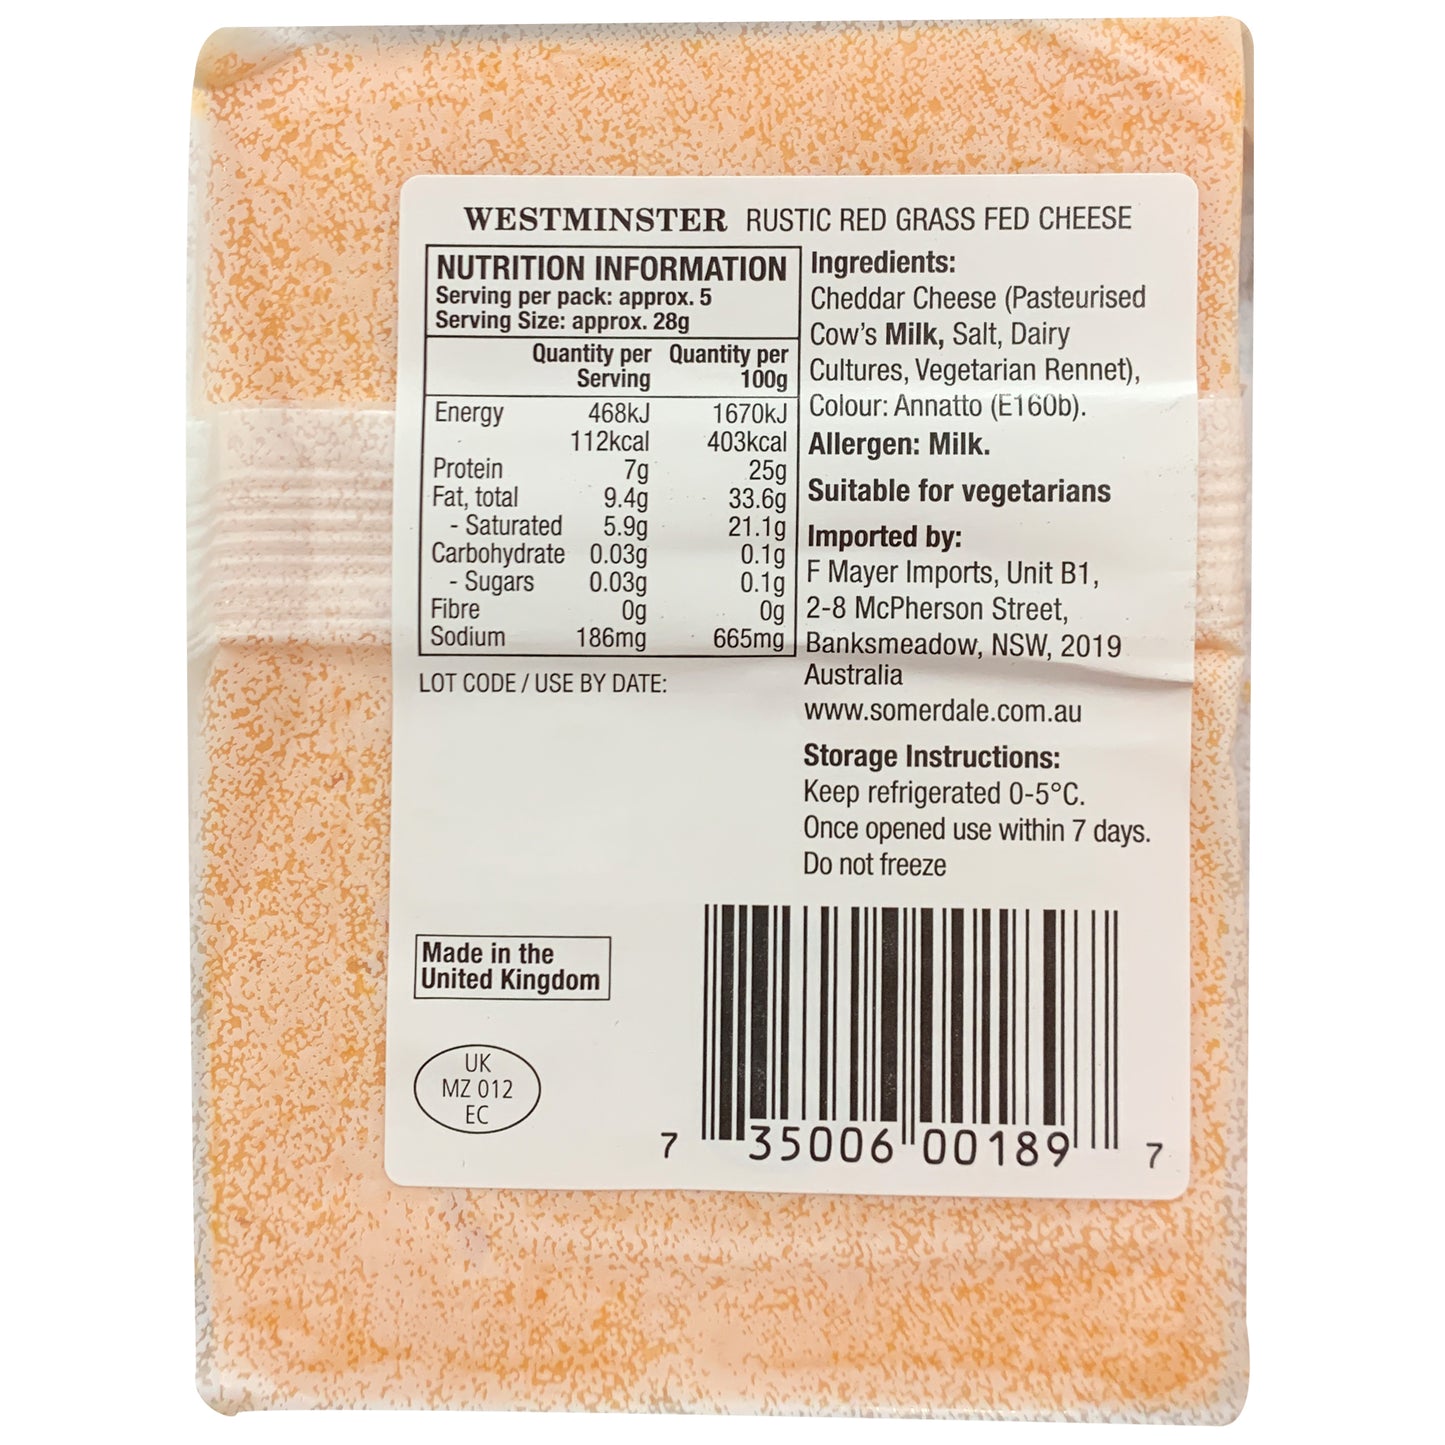 WESTMINSTER RUSTIC RED GRASS FED CHEESE
NUTRITION INFORMATION
Serving per pack: approx. 5
Serving Size: approx. 28g
Quantity per Quantity per
Serving 100g
Energy 468kJ 1670kJ
112kcal 403kcal
Protein 7g 25g
Fat, total 9.4g 33.6g
- Saturated 5.9g 21.1g
Carbohydrate 0.03g 0.1g
- Sugars 0.03g 0.1g
Fibre 0g 0g
Sodium 186mg 665mg
LOT CODE / USE BY DATE:
Ingredients:
Cheddar Cheese (Pasteurised
Cow's Milk, Salt, Dairy
Cultures, Vegetarian Rennet),
Colour: Annatto (E160b).
Allergen: Milk.
Suitable for vegetarians
Imported by:
F Mayer Imports, Unit B1,
2-8 McPherson Street,
Banksmeadow, NSW, 2019
Australia
www.somerdale.com.au
Storage Instructions:
Keep refrigerated 0-5°C.
Once opened use within 7 days.
Do not freeze
Made in the
United Kingdom
UK
MZ 012
EC
7 35006 00189 7